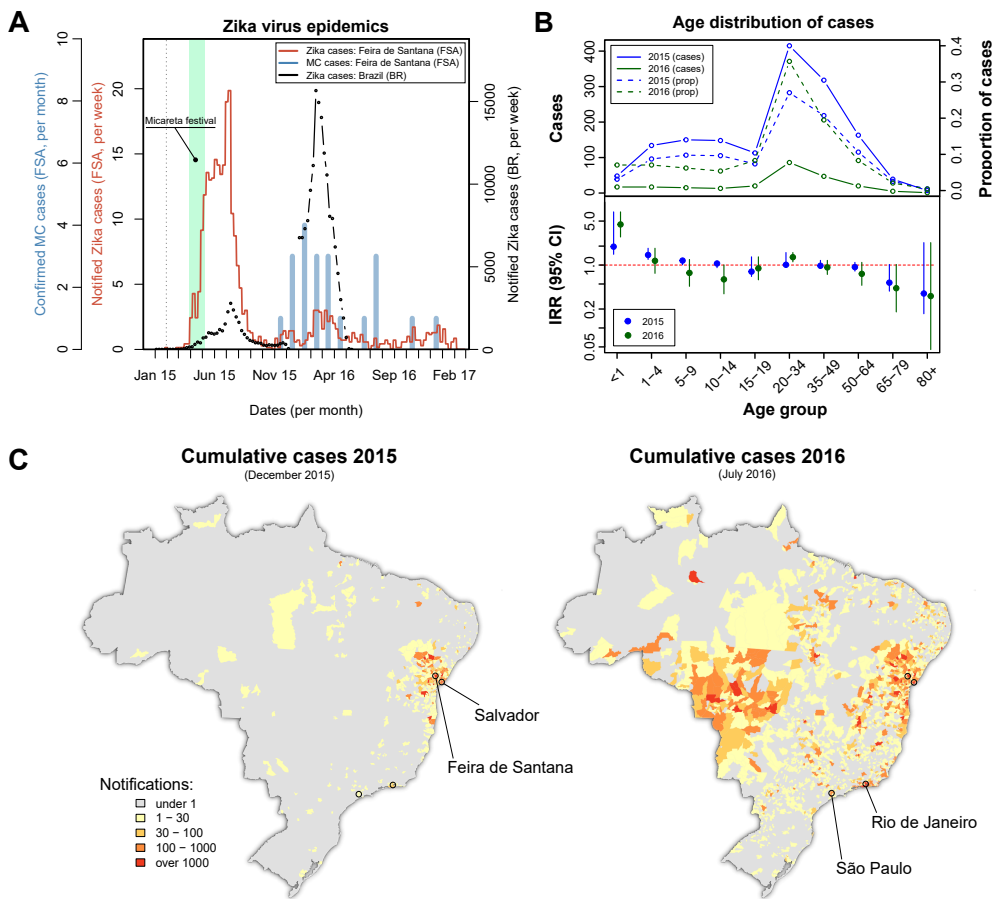 A
Zika virus epidemics
Confirmed MC cases (FSA, per month)
0
2
4
6
8
10
Notified Zika cases (FSA, per week)
0
5
10
15
20
Zika cases: Feira de Santana (FSA)
MC cases: Feira de Santana (FSA)
Zika cases: Brazil (BR)
Micareta festival
Notified Zika cases (BR, per week)
0
5000
10000
15000
Jan 15
Jun 15
Nov 15
Apr 16
Sep 16
Feb 17
Dates (per month)
B
Age distribution of cases
Cases
400
300
200
100
0
2015 (cases)
2016 (cases)
2015 (prop)
2016 (prop)
Proportion of cases
0.4
0.3
0.2
0.1
0.0
IRR (95% CI)
5.0
1.0
0.2
0.05
2015
2016
<1
1−4
5−9
10−14
15−19
20−34
35−49
50−64
65−79
80+
Age group
C
Cumulative cases 2015
(December 2015)
Salvador
Feira de Santana
Notifications:
under 1
1 − 30
30 − 100
100 − 1000
over 1000
Cumulative cases 2016
(July 2016)
Rio de Janeiro
São Paulo